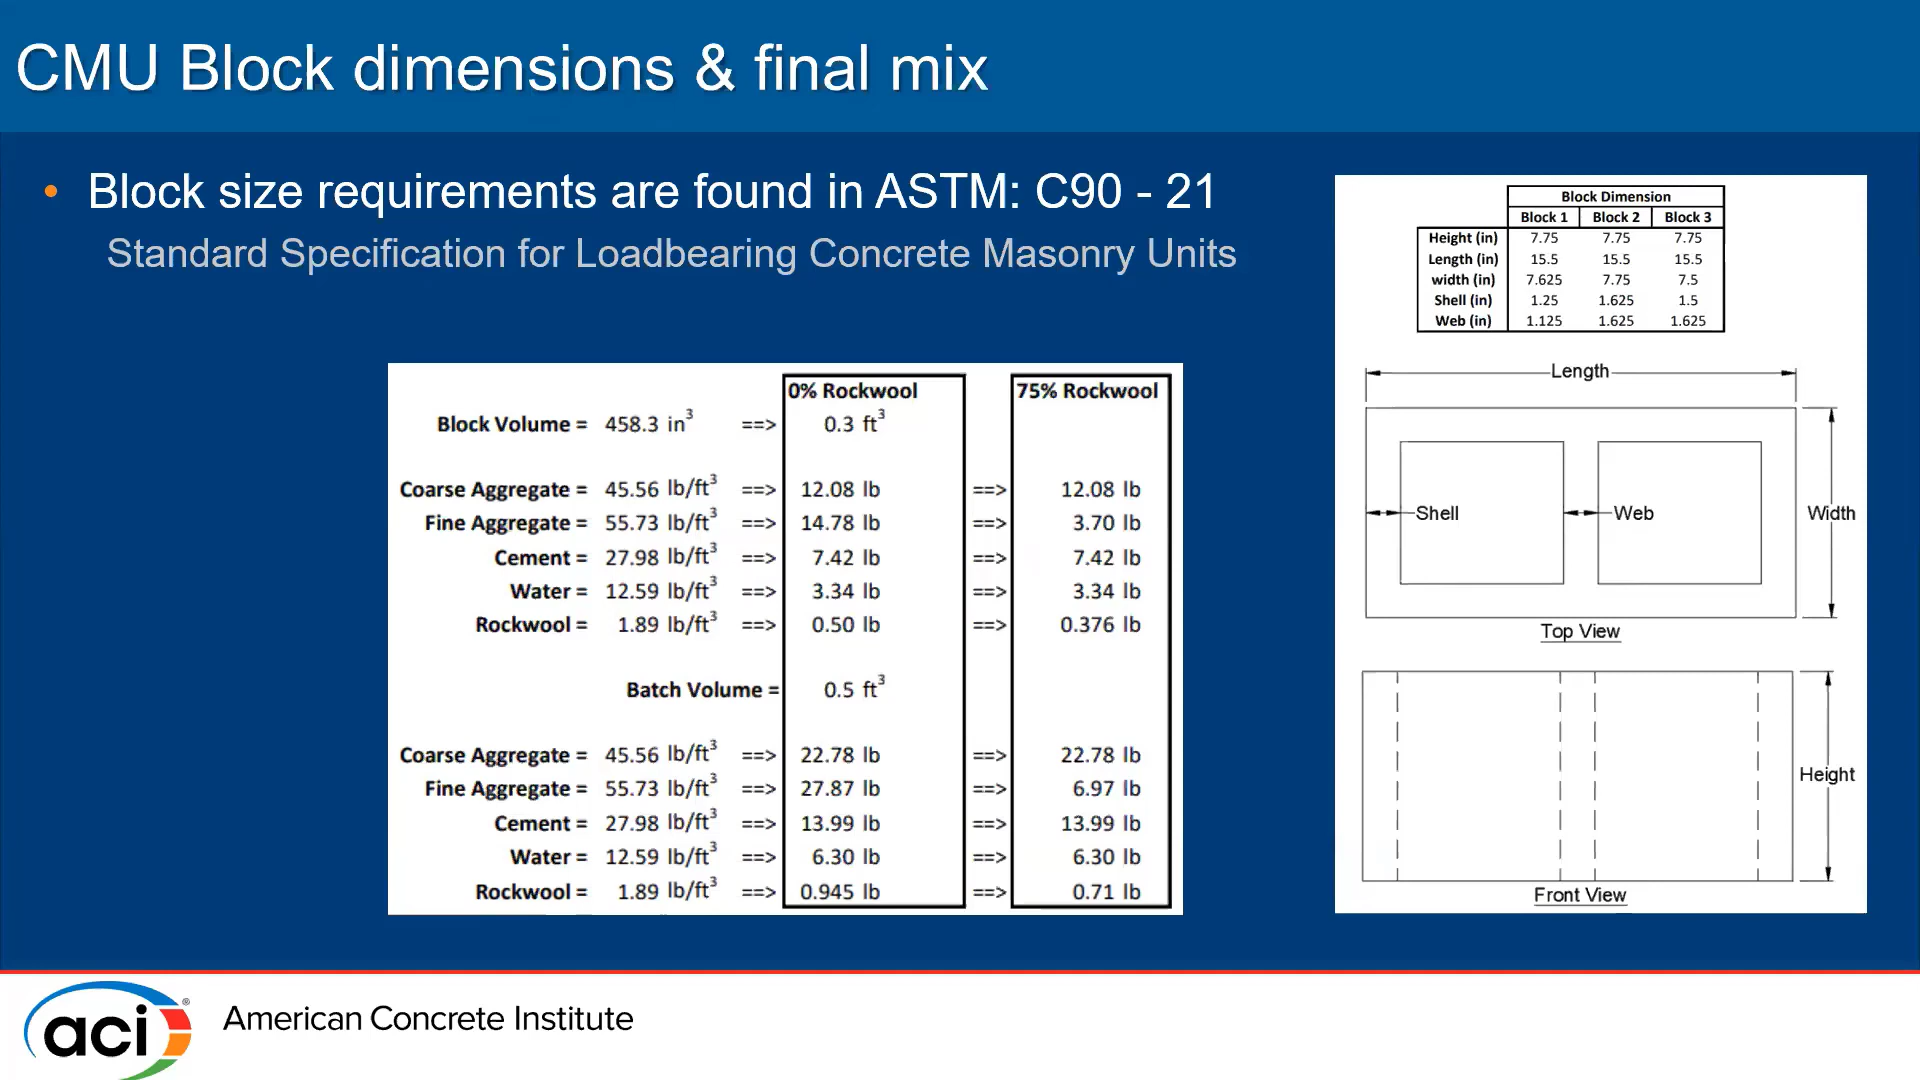 CMU Block dimensions & final mix
• Block size requirements are found in ASTM: C90 - 21
Standard Specification for Loadbearing Concrete Masonry Units
0% Rockwool 75% Rockwool
Block Volume = 458.3 in³ ==> 0.3 ft³
Coarse Aggregate = 45.56 lb/ft³ ==> 12.08 lb ==> 12.08 lb
Fine Aggregate = 55.73 lb/ft³ ==> 14.78 lb ==> 3.70 lb
Cement = 27.98 lb/ft³ ==> 7.42 lb ==> 7.42 lb
Water = 12.59 lb/ft³ ==> 3.34 lb ==> 3.34 lb
Rockwool = 1.89 lb/ft³ ==> 0.50 lb ==> 0.376 lb
Batch Volume = 0.5 ft³
Coarse Aggregate = 45.56 lb/ft³ ==> 22.78 lb ==> 22.78 lb
Fine Aggregate = 55.73 lb/ft³ ==> 27.87 lb ==> 6.97 lb
Cement = 27.98 lb/ft³ ==> 13.99 lb ==> 13.99 lb
Water = 12.59 lb/ft³ ==> 6.30 lb ==> 6.30 lb
Rockwool = 1.89 lb/ft³ ==> 0.945 lb ==> 0.71 lb
Block Dimension
Block 1 Block 2 Block 3
Height (in) 7.75 7.75 7.75
Length (in) 15.5 15.5 15.5
width (in) 7.625 7.75 7.5
Shell (in) 1.25 1.625 1.5
Web (in) 1.125 1.625 1.625
Length
Shell Web Width
Top View
Height
Front View
aci®
American Concrete Institute